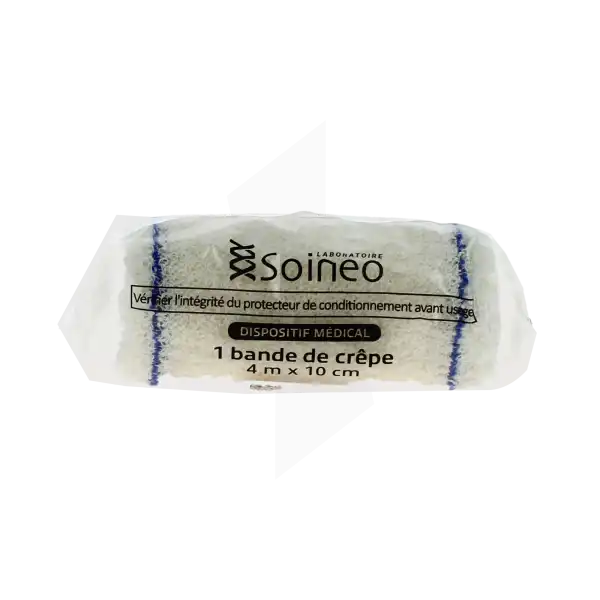 LABORATOIRE
Soineo
Vérifier l'intégrité du protecteur de conditionnement avant usage
DISPOSITIF MÉDICAL
1 bande de crêpe
4 m x 10 cm